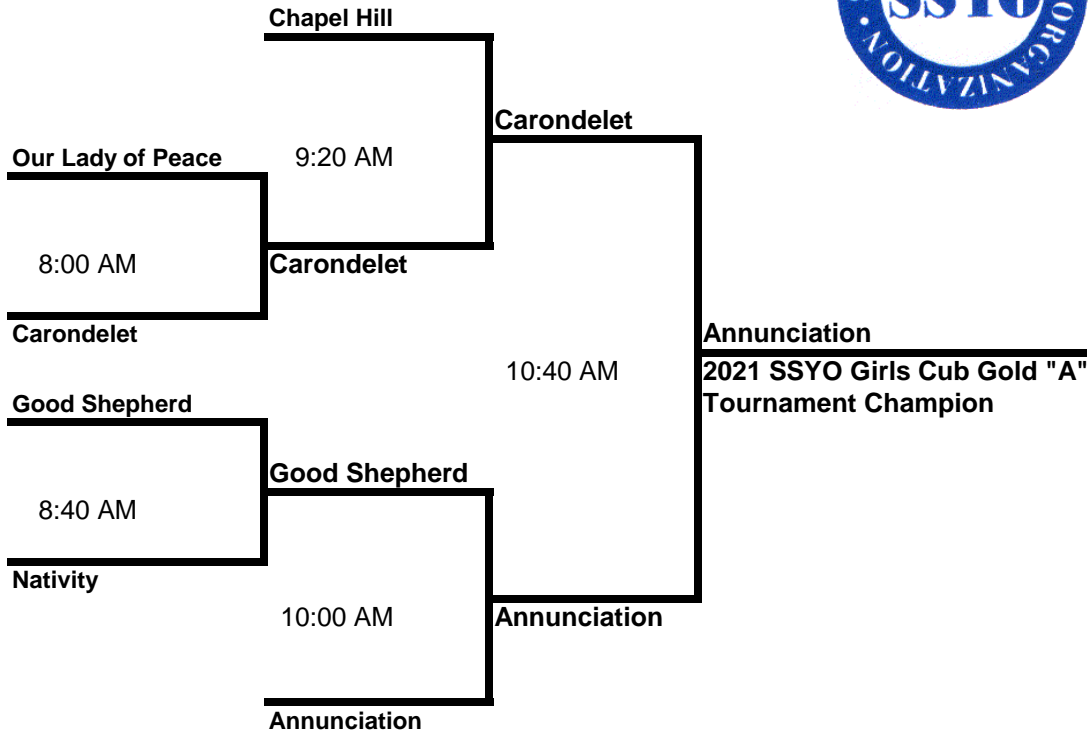 Chapel Hill
SSYO
ORGANIZATION
Carondelet
Our Lady of Peace
9:20 AM
8:00 AM
Carondelet
Carondelet
Annunciation
10:40 AM
2021 SSYO Girls Cub Gold "A"
Tournament Champion
Good Shepherd
Good Shepherd
8:40 AM
Nativity
10:00 AM
Annunciation
Annunciation